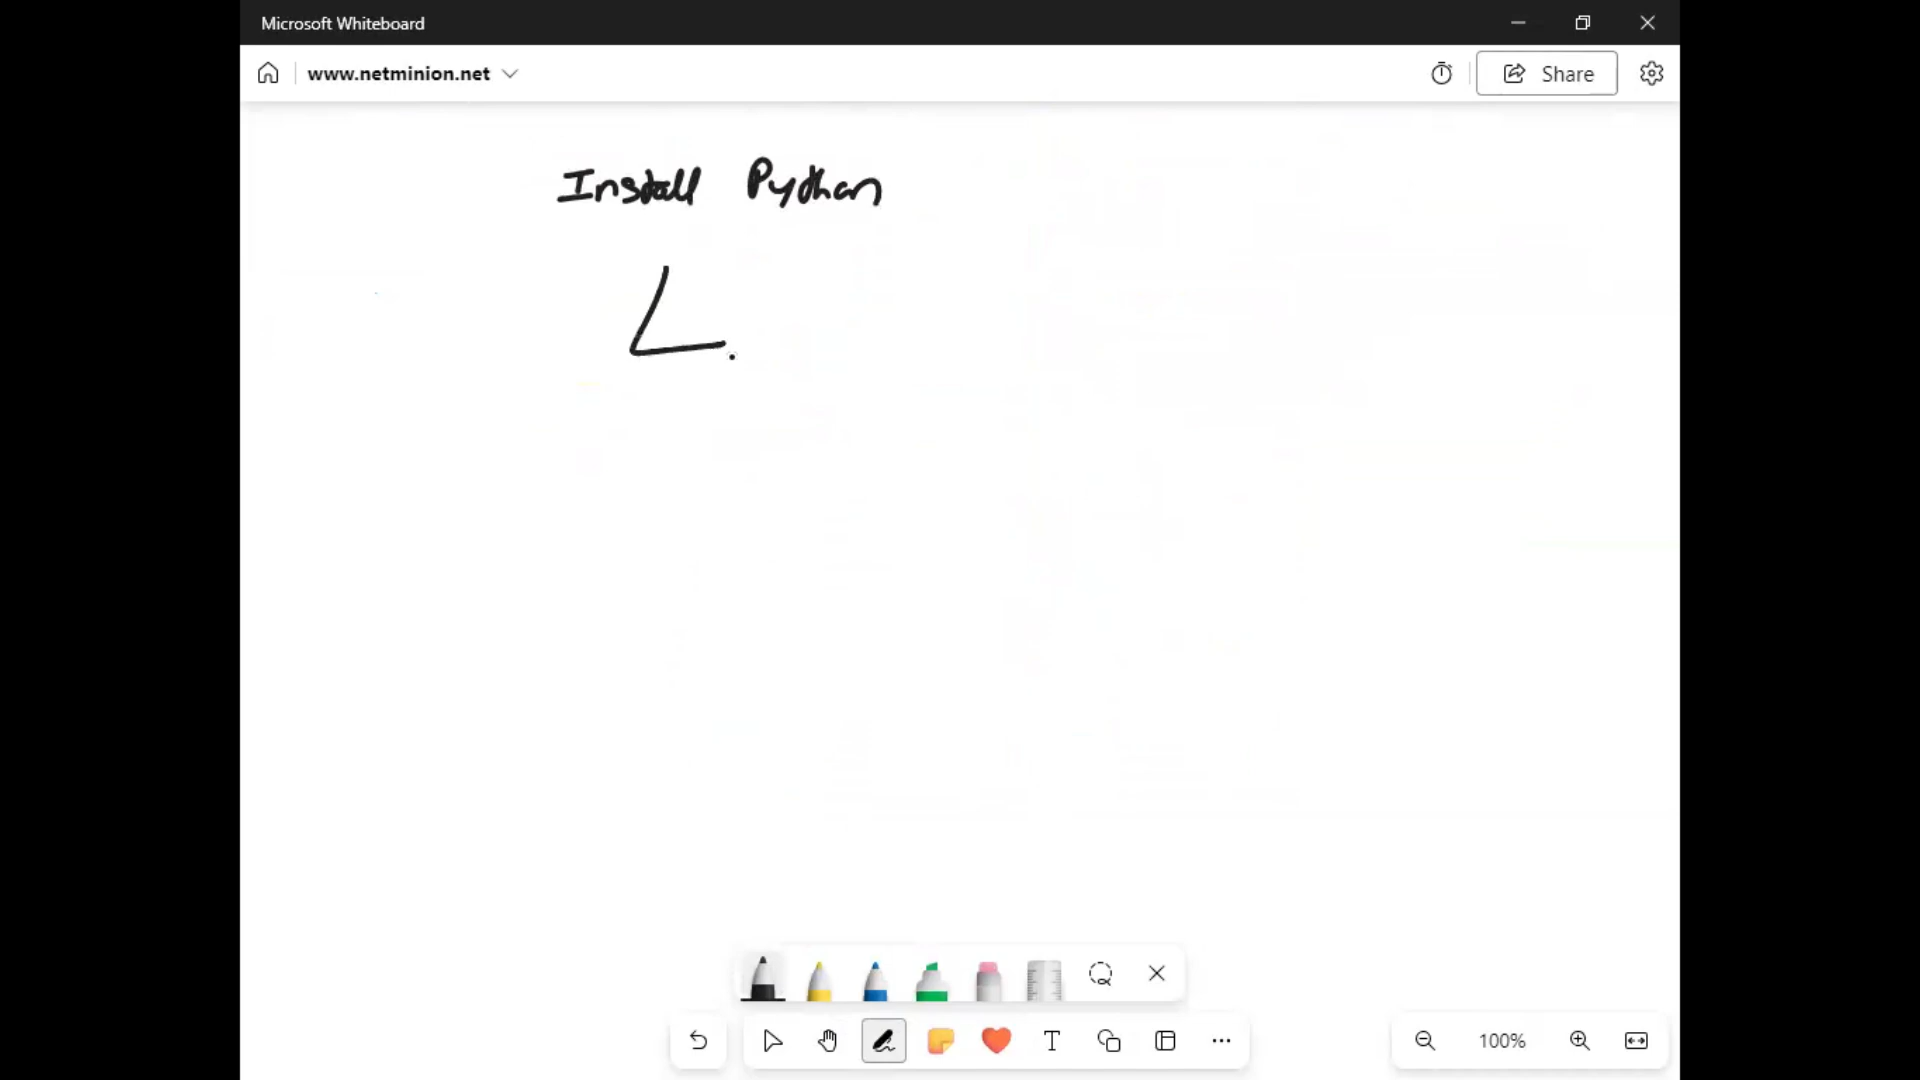 Microsoft Whiteboard
www.netminion.net
Share
Install Python
L
100%